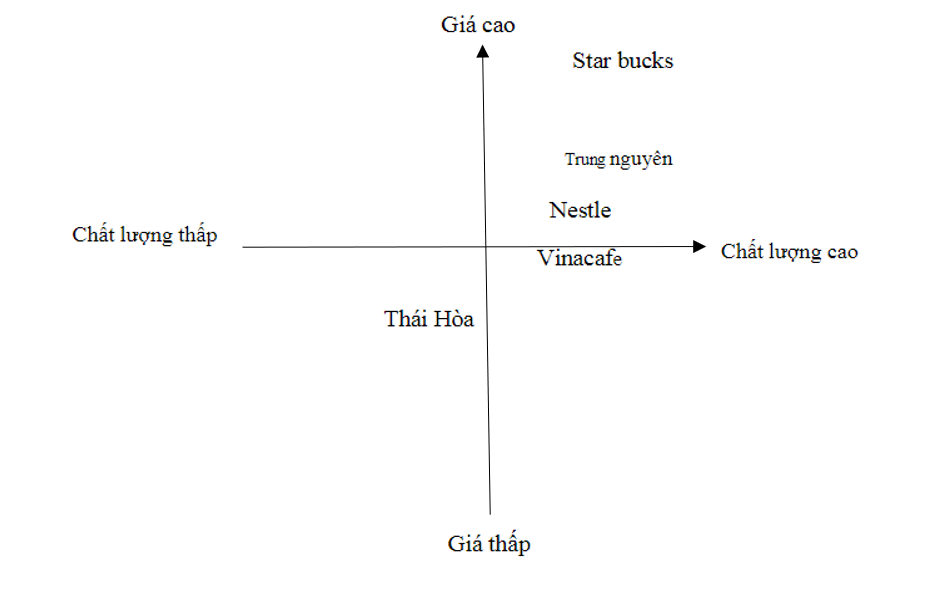 Giá cao
Star bucks
Trung nguyên
Nestle
Chất lượng thấp
Chất lượng cao
Vinacafe
Thái Hòa
Giá thấp